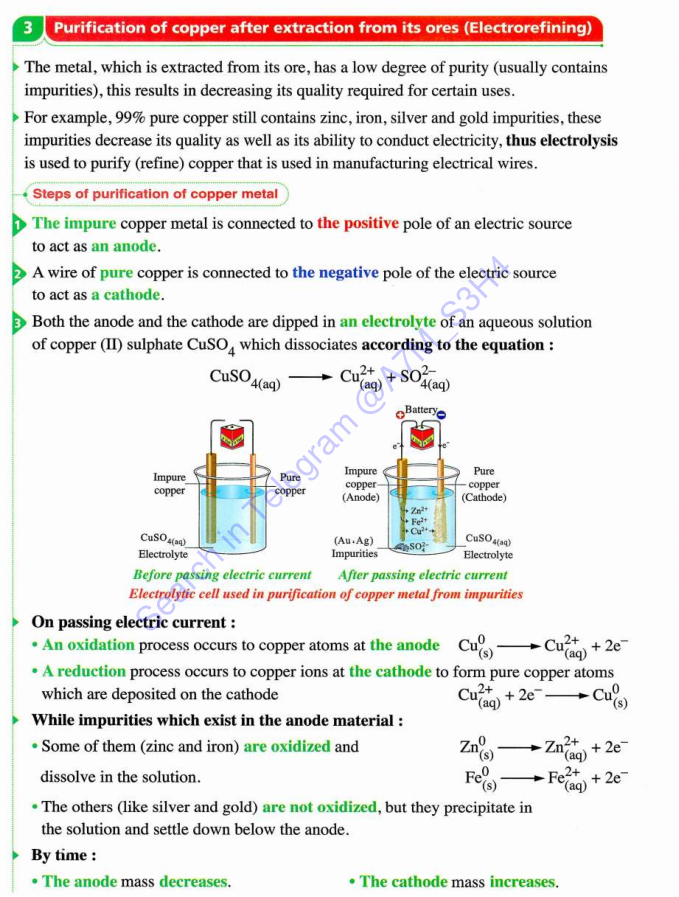 3 Purification of copper after extraction from its ores (Electrorefining)
The metal, which is extracted from its ore, has a low degree of purity (usually contains
impurities), this results in decreasing its quality required for certain uses.
For example, 99% pure copper still contains zinc, iron, silver and gold impurities, these
impurities decrease its quality as well as its ability to conduct electricity, thus electrolysis
is used to purify (refine) copper that is used in manufacturing electrical wires.
Steps of purification of copper metal
1 The impure copper metal is connected to the positive pole of an electric source
to act as an anode.
2 A wire of pure copper is connected to the negative pole of the electric source
to act as a cathode.
3 Both the anode and the cathode are dipped in an electrolyte of an aqueous solution
of copper (II) sulphate CuSO₄ which dissociates according to the equation :
CuSO₄(aq) ⟶ Cu²⁺(aq) + SO₄²⁻(aq)
Impure
copper
Pure
copper
CuSO₄(aq)
Electrolyte
Before passing electric current
+ Battery -
e⁻ e⁻
Impure
copper
(Anode)
Pure
copper
(Cathode)
Zn²⁺
Fe²⁺
Cu²⁺
SO₄²⁻
(Au , Ag)
Impurities
CuSO₄(aq)
Electrolyte
After passing electric current
Electrolytic cell used in purification of copper metal from impurities
On passing electric current :
• An oxidation process occurs to copper atoms at the anode Cu⁰(s) ⟶ Cu²⁺(aq) + 2e⁻
• A reduction process occurs to copper ions at the cathode to form pure copper atoms
which are deposited on the cathode Cu²⁺(aq) + 2e⁻ ⟶ Cu⁰(s)
While impurities which exist in the anode material :
• Some of them (zinc and iron) are oxidized and Zn⁰(s) ⟶ Zn²⁺(aq) + 2e⁻
dissolve in the solution. Fe⁰(s) ⟶ Fe²⁺(aq) + 2e⁻
• The others (like silver and gold) are not oxidized, but they precipitate in
the solution and settle down below the anode.
By time :
• The anode mass decreases. • The cathode mass increases.
Search in Telegram @A7M_S3H4